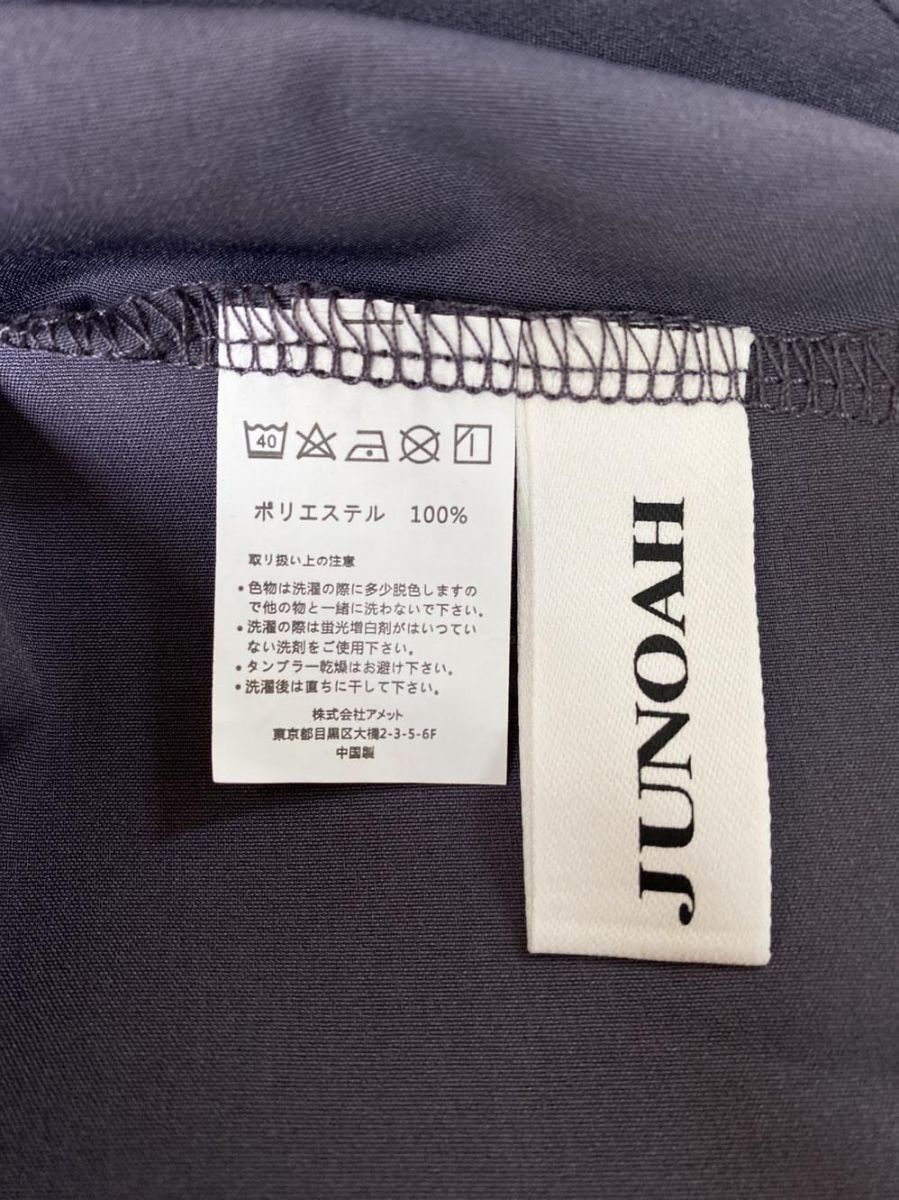 40
ポリエステル 100%
取り扱い上の注意
・色物は洗濯の際に多少脱色しますの
で他の物と一緒に洗わないで下さい。
・洗濯の際は蛍光増白剤がはいってい
ない洗剤をご使用下さい。
・タンブラー乾燥はお避け下さい。
・洗濯後は直ちに干して下さい。
株式会社アメット
東京都目黒区大橋2-3-5-6F
中国製
JUNOAH